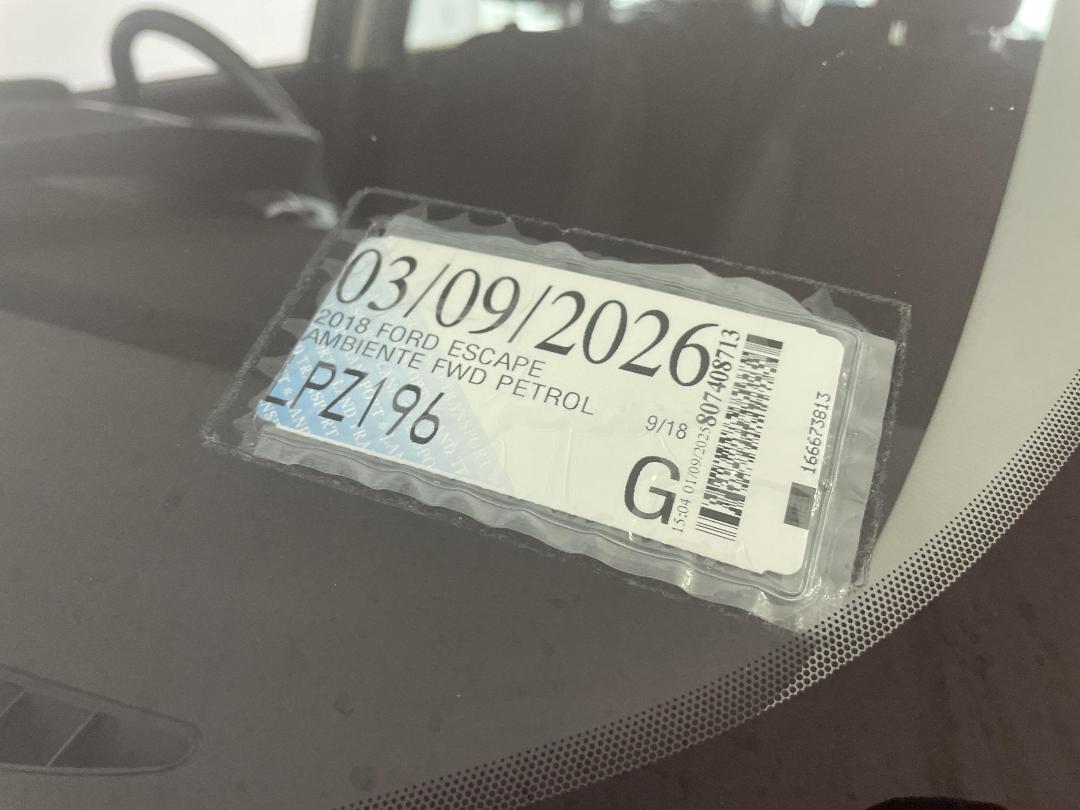 03/09/2026
2018 FORD ESCAPE
AMBIENTE FWD PETROL
LPZ196
9/18
G
15:04 01/09/2025
807408713
166673813